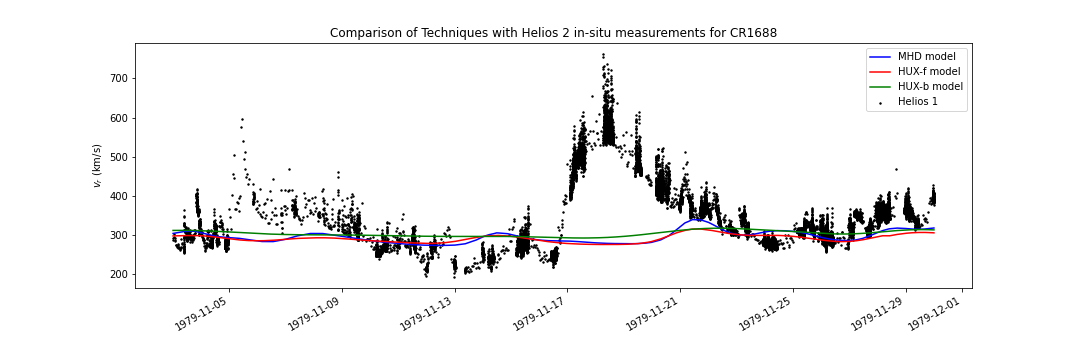 Comparison of Techniques with Helios 2 in-situ measurements for CR1688
MHD model
HUX-f model
HUX-b model
Helios 1
700
600
500
400
300
200
v_r (km/s)
1979-11-05
1979-11-09
1979-11-13
1979-11-17
1979-11-21
1979-11-25
1979-11-29
1979-12-01